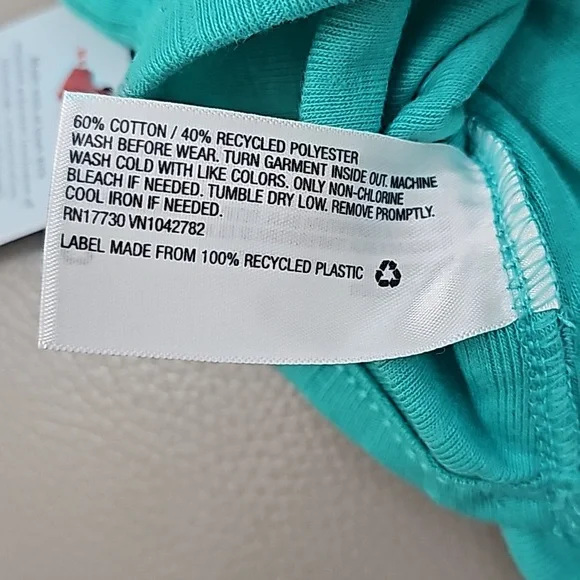 60% COTTON / 40% RECYCLED POLYESTER
WASH BEFORE WEAR. TURN GARMENT INSIDE OUT. MACHINE
WASH COLD WITH LIKE COLORS. ONLY NON-CHLORINE
BLEACH IF NEEDED. TUMBLE DRY LOW. REMOVE PROMPTLY.
COOL IRON IF NEEDED.
RN17730 VN1042782
LABEL MADE FROM 100% RECYCLED PLASTIC